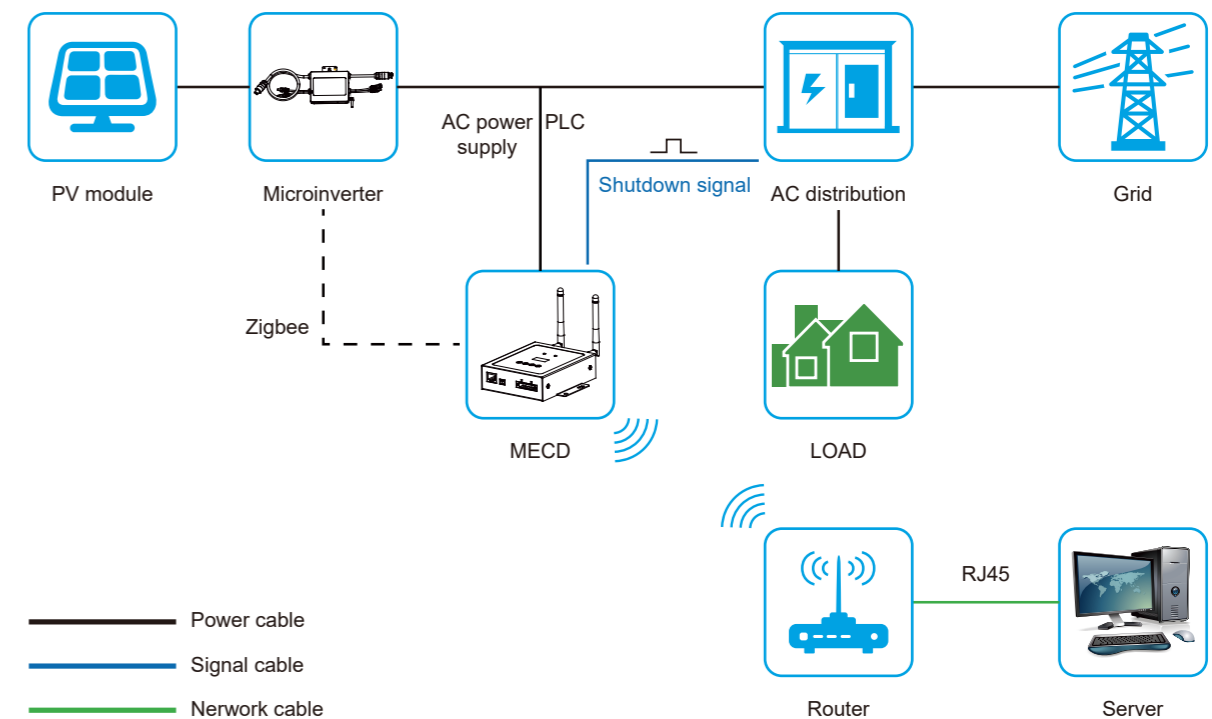 AC power
supply
PLC
Shutdown signal
PV module
Microinverter
AC distribution
Grid
Zigbee
MECD
LOAD
RJ45
Power cable
Signal cable
Nerwork cable
Router
Server